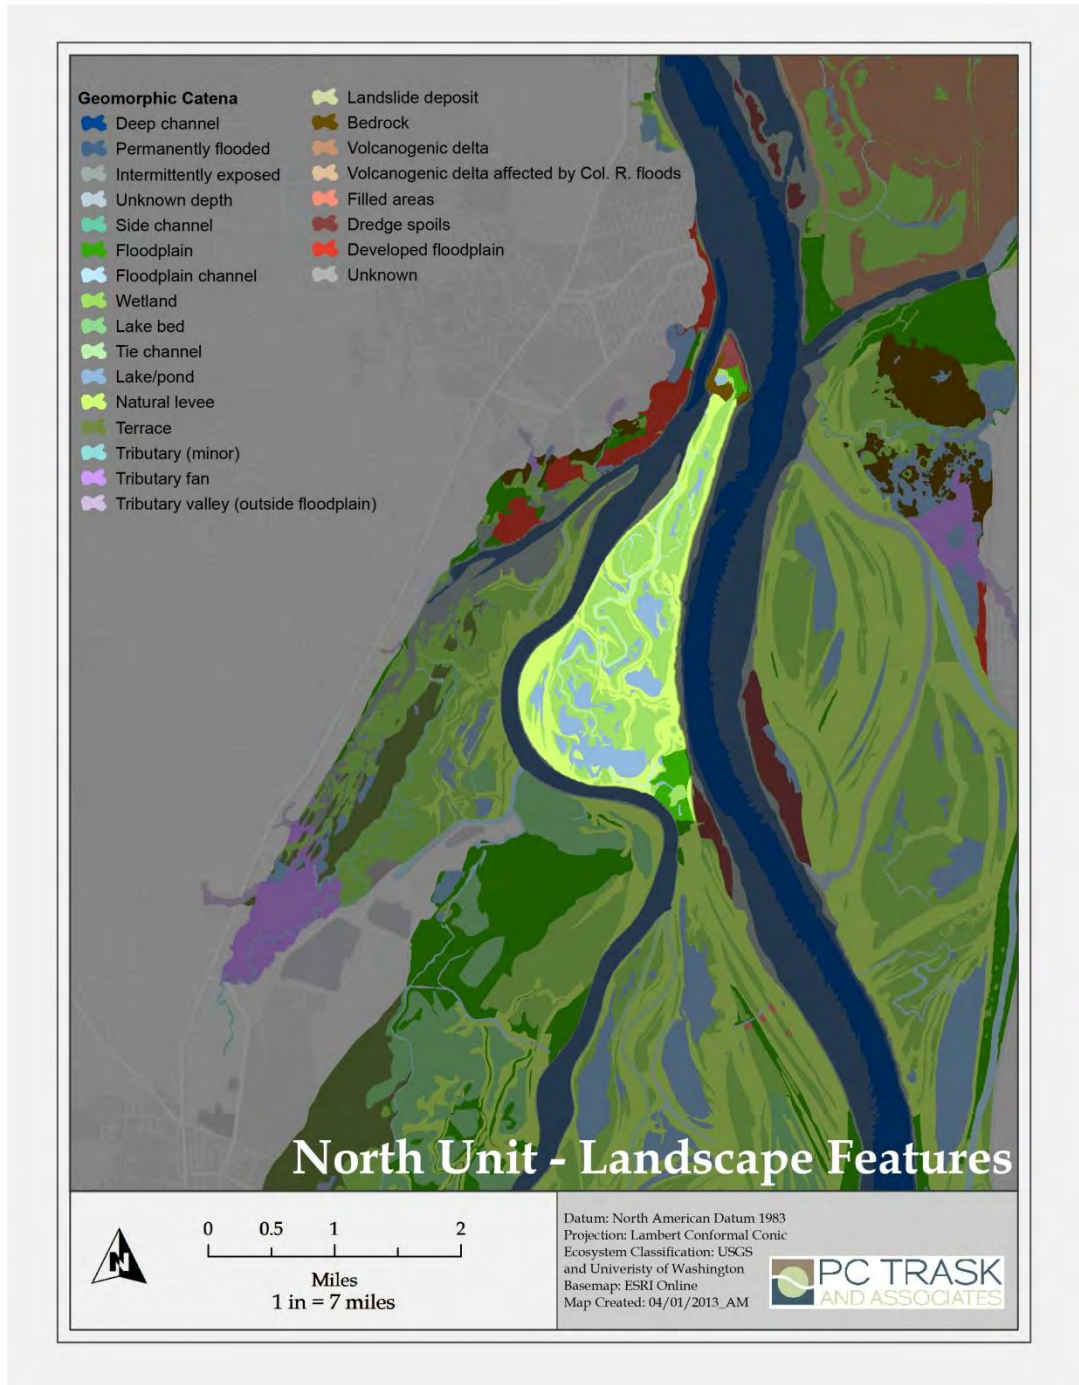 Geomorphic Catena
Deep channel
Permanently flooded
Intermittently exposed
Unknown depth
Side channel
Floodplain
Floodplain channel
Wetland
Lake bed
Tie channel
Lake/pond
Natural levee
Terrace
Tributary (minor)
Tributary fan
Tributary valley (outside floodplain)
Landslide deposit
Bedrock
Volcanogenic delta
Volcanogenic delta affected by Col. R. floods
Filled areas
Dredge spoils
Developed floodplain
Unknown
North Unit - Landscape Features
N
0 0.5 1 2
Miles
1 in = 7 miles
Datum: North American Datum 1983
Projection: Lambert Conformal Conic
Ecosystem Classification: USGS
and Univeristy of Washington
Basemap: ESRI Online
Map Created: 04/01/2013_AM
PC TRASK
AND ASSOCIATES